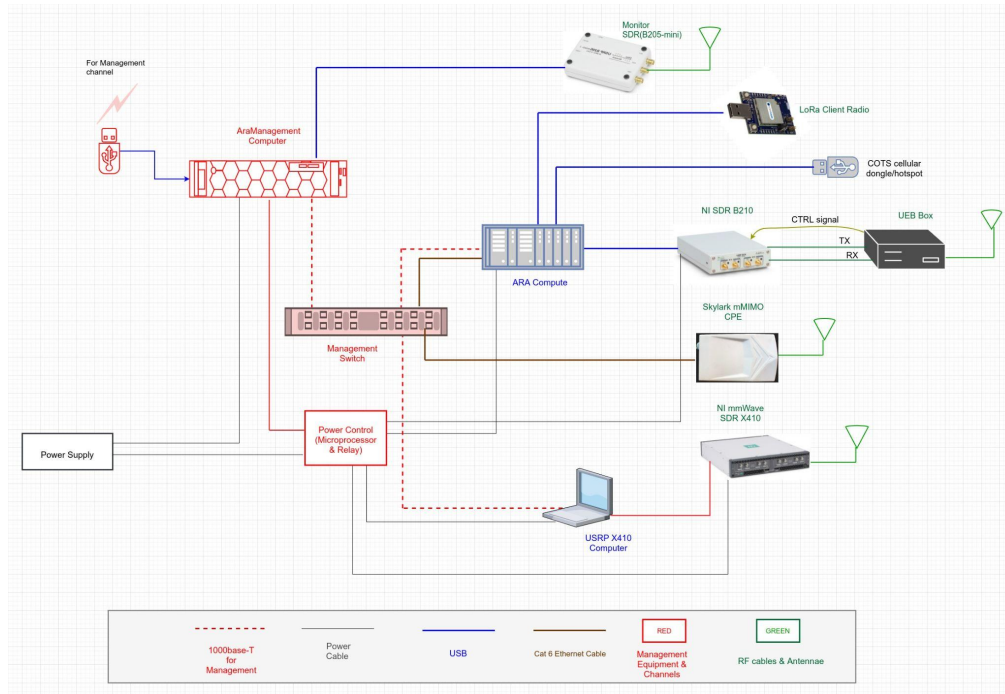 Monitor
SDR(B205-mini)
For Management
channel
LoRa Client Radio
AraManagement
Computer
COTS cellular
dongle/hotspot
NI SDR B210
CTRL signal
UEB Box
TX
RX
ARA Compute
Skylark mMIMO
CPE
Management
Switch
NI mmWave
SDR X410
Power Control
(Microprocessor
& Relay)
Power Supply
USRP X410
Computer
1000base-T
for
Management
Power
Cable
USB
Cat 6 Ethernet Cable
RED
Management
Equipment &
Channels
GREEN
RF cables & Antennae